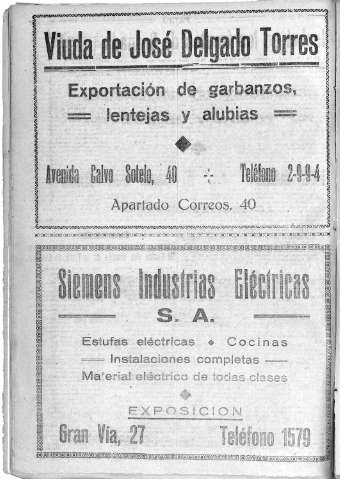 Viuda de José Delgado Torres
Exportación de garbanzos,
lentejas y alubias
Avenida Calvo Sotelo, 40 Teléfono 2-9-9-4
Apartado Correos, 40
Siemens Industrias Eléctricas
S. A.
Estufas eléctricas • Cocinas
Instalaciones completas
Material eléctrico de todas clases
EXPOSICION
Gran Vía, 27 Teléfono 1579